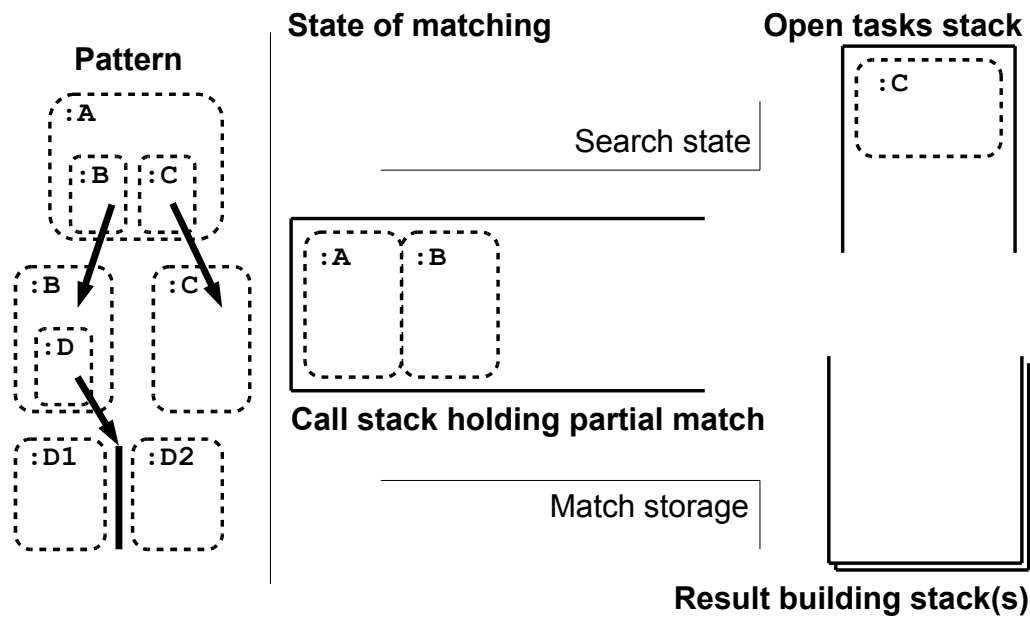 State of matching
Open tasks stack
Pattern
:A
:B
:C
:B
:C
:D
:D1
:D2
Search state
:C
:A
:B
Call stack holding partial match
Match storage
Result building stack(s)